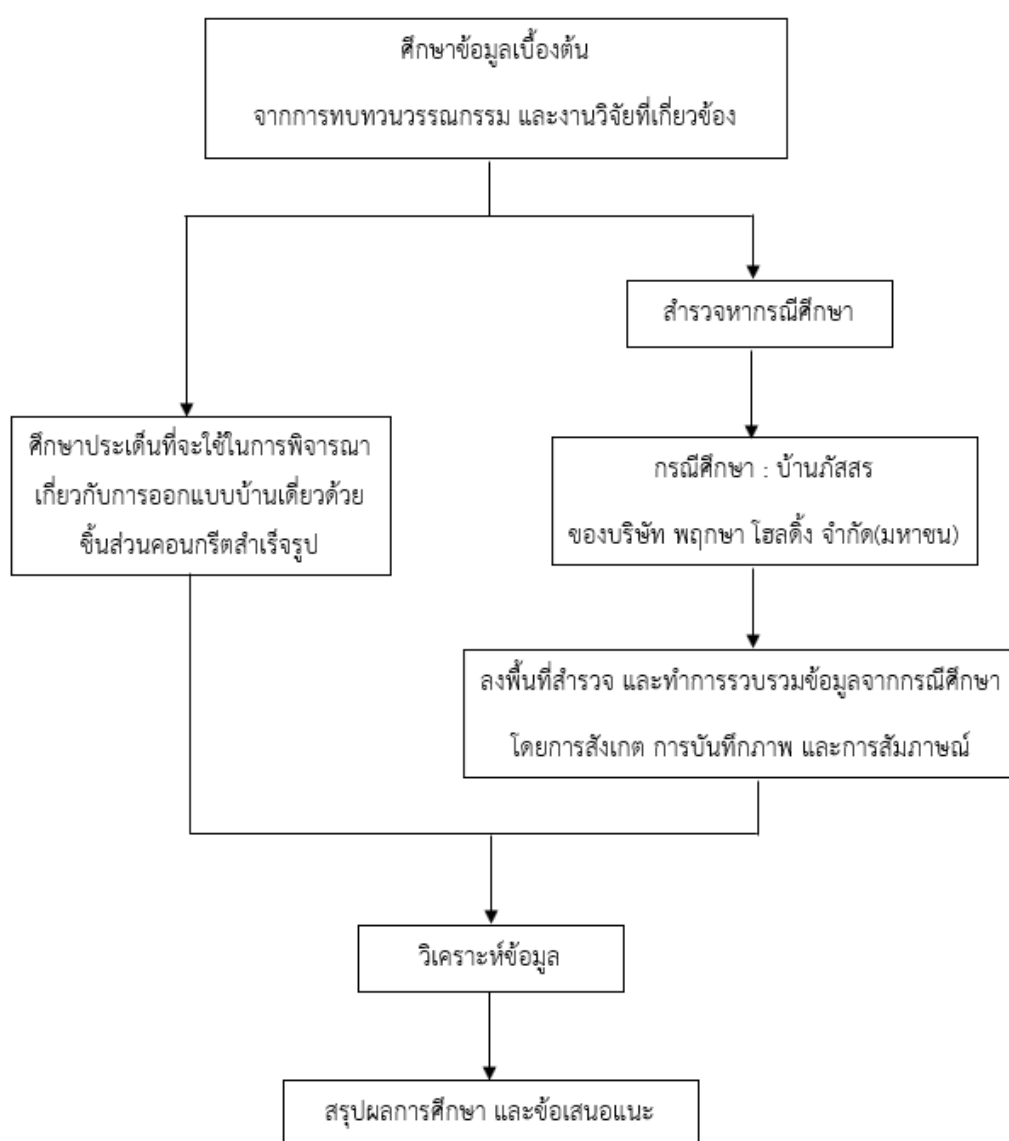 ศึกษาข้อมูลเบื้องต้น
จากการทบทวนวรรณกรรม และงานวิจัยที่เกี่ยวข้อง
สำรวจหากรณีศึกษา
ศึกษาประเด็นที่จะใช้ในการพิจารณา
เกี่ยวกับการออกแบบบ้านเดี่ยวด้วย
ชิ้นส่วนคอนกรีตสำเร็จรูป
กรณีศึกษา : บ้านภัสสร
ของบริษัท พฤกษา โฮลดิ้ง จำกัด(มหาชน)
ลงพื้นที่สำรวจ และทำการรวบรวมข้อมูลจากกรณีศึกษา
โดยการสังเกต การบันทึกภาพ และการสัมภาษณ์
วิเคราะห์ข้อมูล
สรุปผลการศึกษา และข้อเสนอแนะ